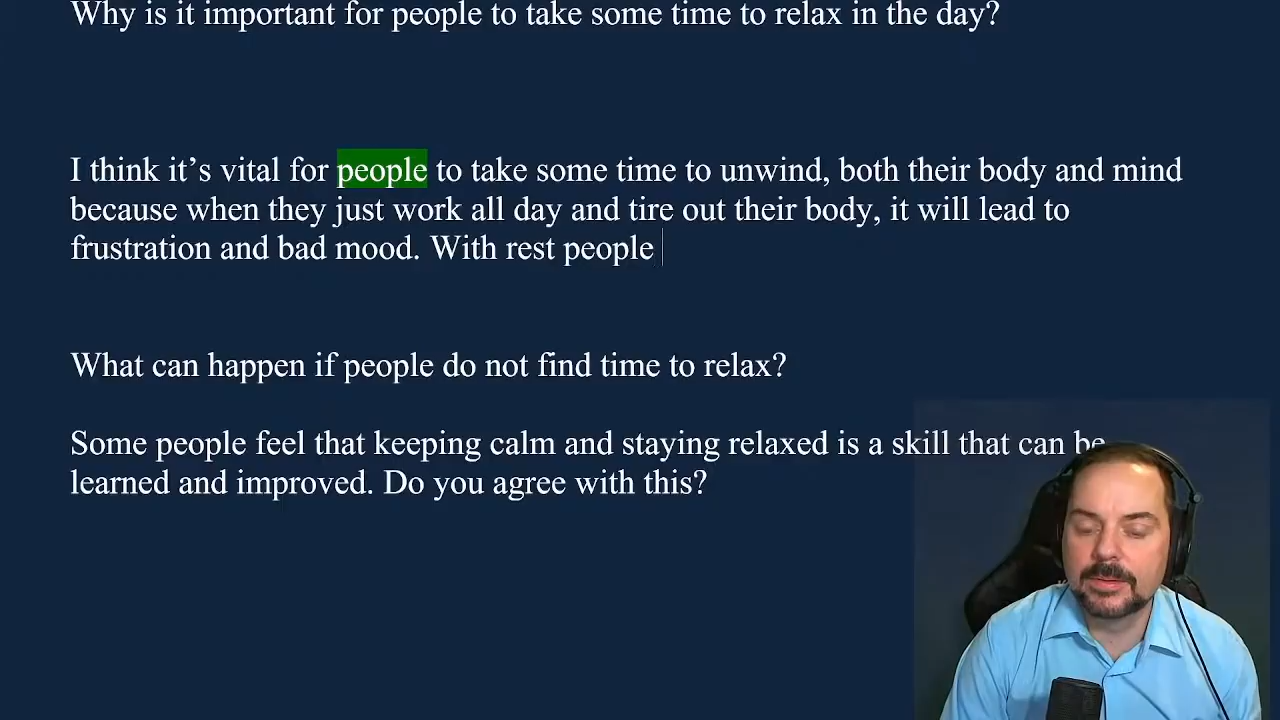 Why is it important for people to take some time to relax in the day?
I think it’s vital for people to take some time to unwind, both their body and mind
because when they just work all day and tire out their body, it will lead to
frustration and bad mood. With rest people
What can happen if people do not find time to relax?
Some people feel that keeping calm and staying relaxed is a skill that can be
learned and improved. Do you agree with this?